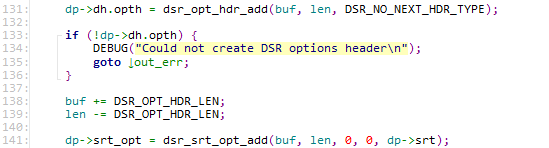 131: dp->dh.opth = dsr_opt_hdr_add(buf, len, DSR_NO_NEXT_HDR_TYPE);
132:
133: if (!dp->dh.opth) {
134: DEBUG("Could not create DSR options header\n");
135: goto ↓out_err;
136: }
137:
138: buf += DSR_OPT_HDR_LEN;
139: len -= DSR_OPT_HDR_LEN;
140:
141: dp->srt_opt = dsr_srt_opt_add(buf, len, 0, 0, dp->srt);